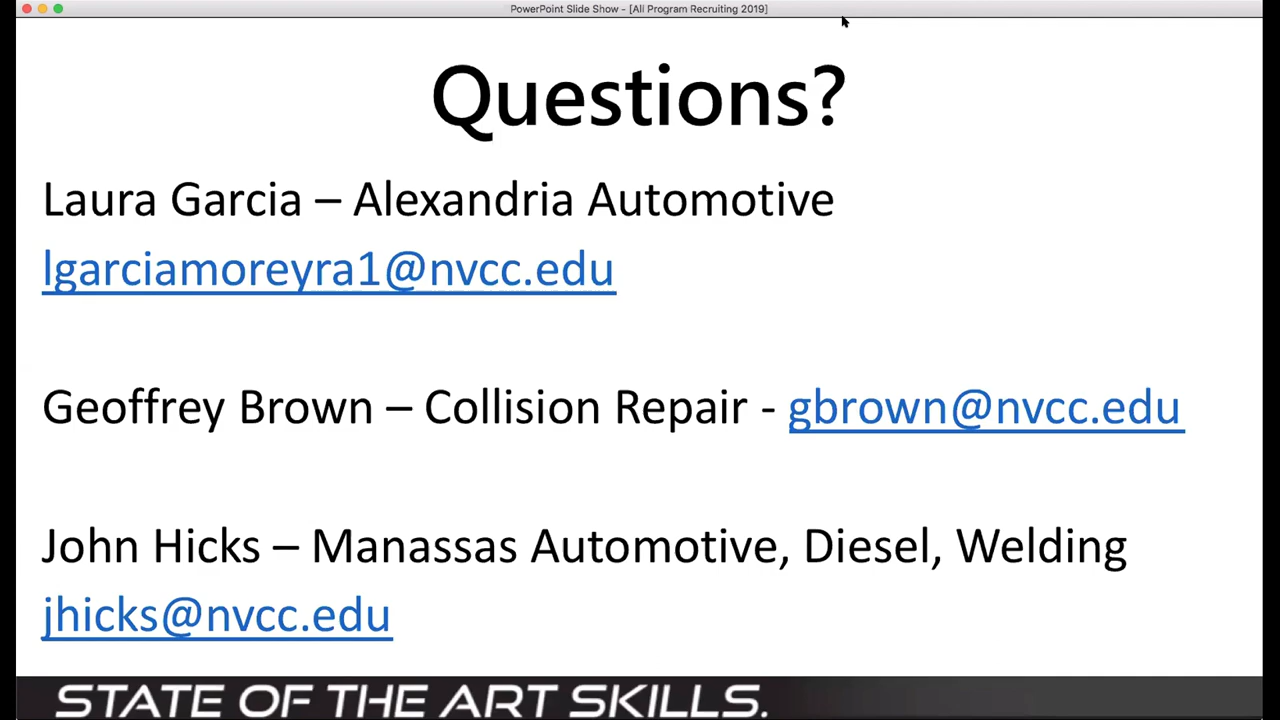 PowerPoint Slide Show - [All Program Recruiting 2019]
Questions?
Laura Garcia – Alexandria Automotive
lgarciamoreyra1@nvcc.edu
Geoffrey Brown – Collision Repair - gbrown@nvcc.edu
John Hicks – Manassas Automotive, Diesel, Welding
jhicks@nvcc.edu
STATE OF THE ART SKILLS.